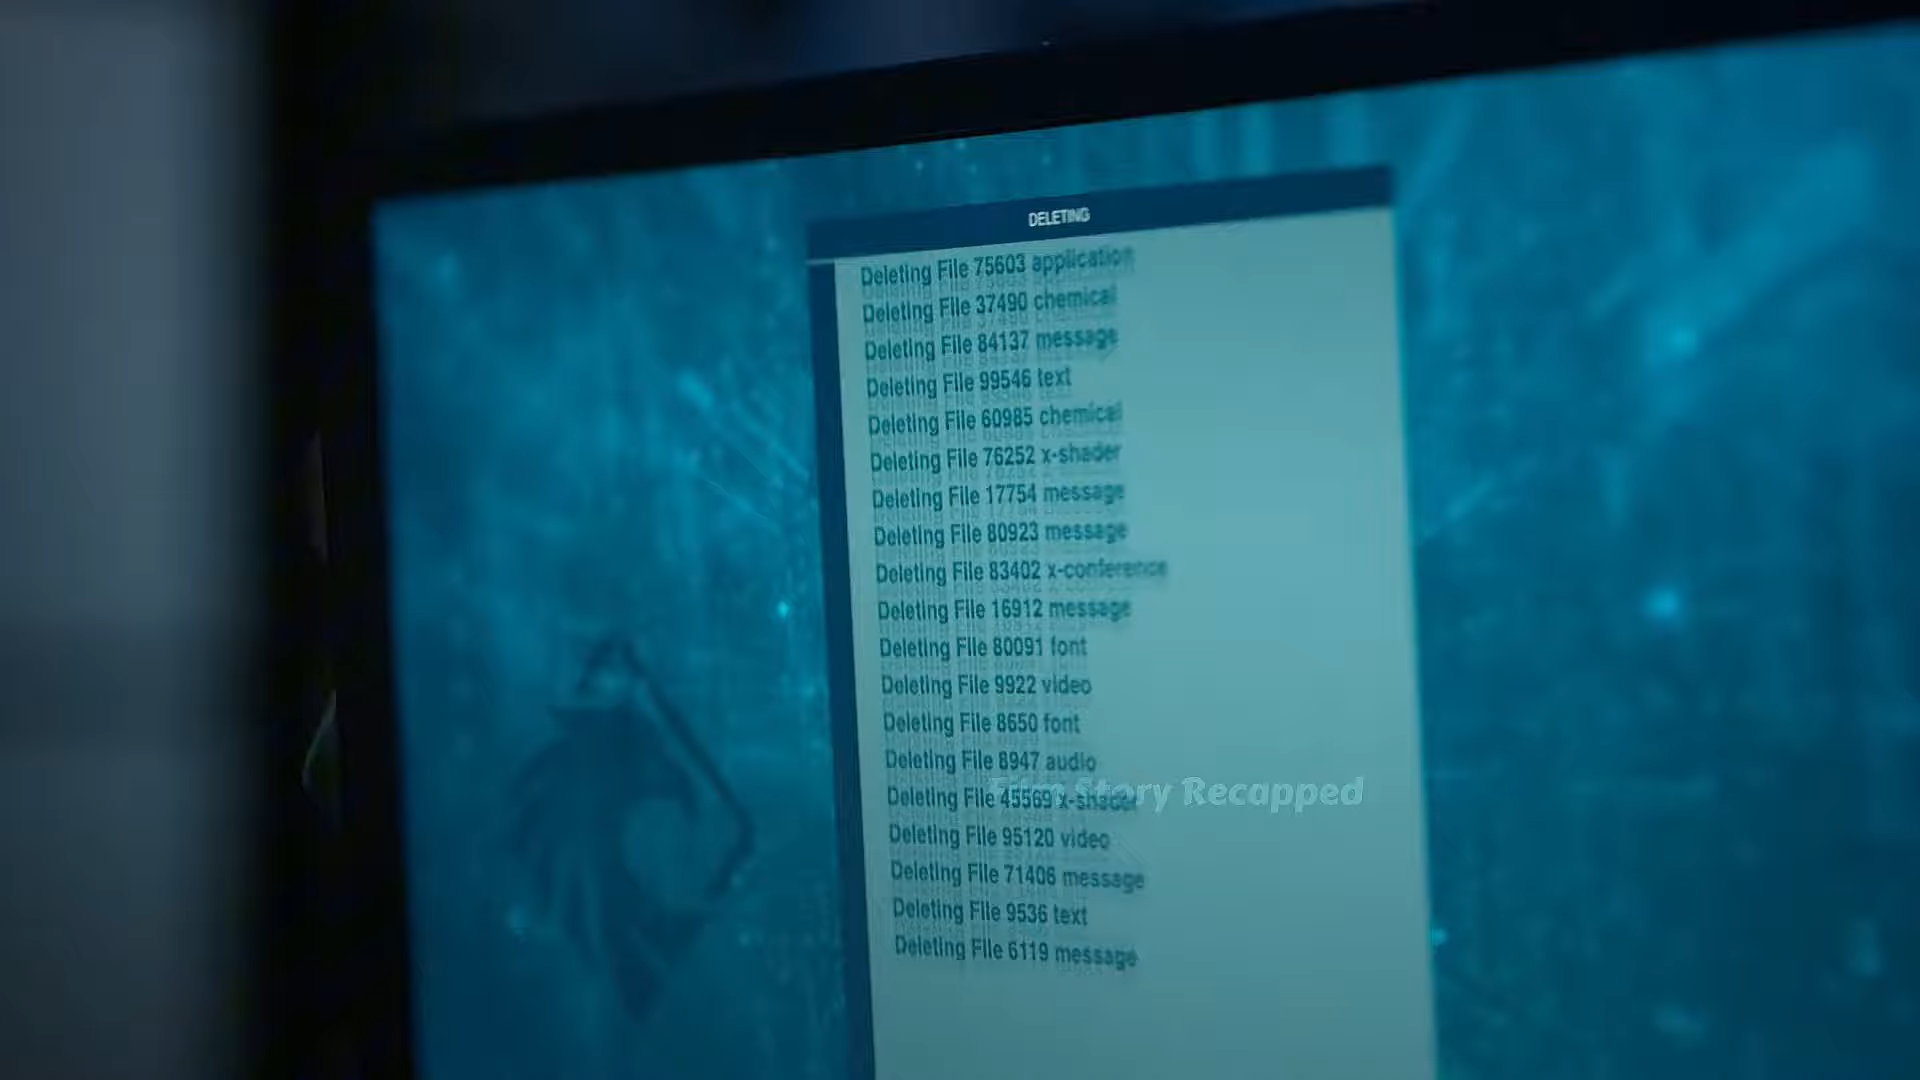 DELETING
Deleting File 75603 application
Deleting File 37490 chemical
Deleting File 84137 message
Deleting File 99546 text
Deleting File 60985 chemical
Deleting File 76252 x-shader
Deleting File 17754 message
Deleting File 80923 message
Deleting File 83402 x-conference
Deleting File 16912 message
Deleting File 80091 font
Deleting File 9922 video
Deleting File 8650 font
Deleting File 8947 audio
Film Story Recapped
Deleting File 45569 x-shader
Deleting File 95120 video
Deleting File 71406 message
Deleting File 9536 text
Deleting File 6119 message